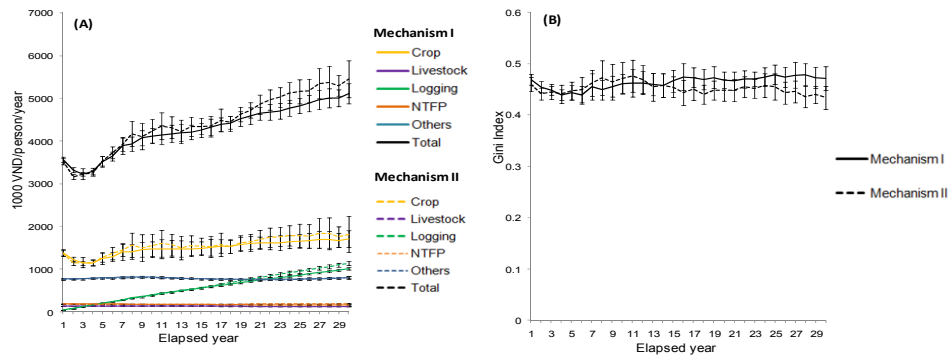 (A)
7000
6000
5000
4000
3000
2000
1000
0
1000 VND/person/year
1 3 5 7 9 11 13 15 17 19 21 23 25 27 29
Elapsed year
Mechanism I
Crop
Livestock
Logging
NTFP
Others
Total
Mechanism II
Crop
Livestock
Logging
NTFP
Others
Total
(B)
0.6
0.5
0.4
0.3
0.2
0.1
0
Gini Index
1 3 5 7 9 11 13 15 17 19 21 23 25 27 29
Elapsed year
Mechanism I
Mechanism II